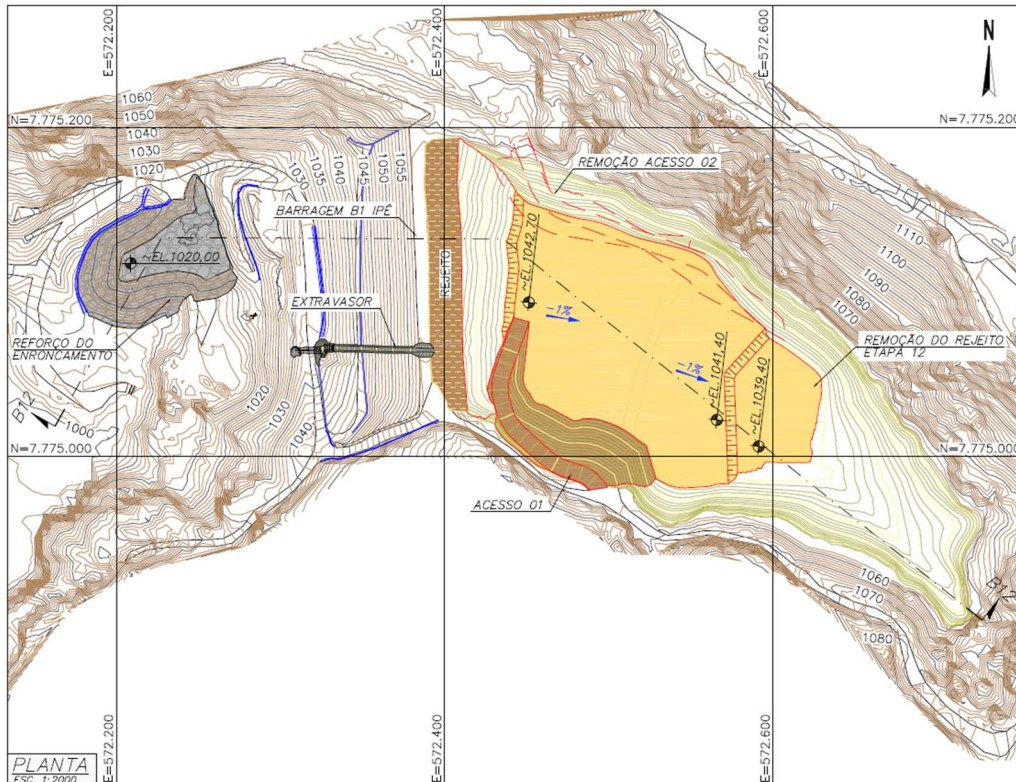 E=572.200
E=572.400
E=572.600
N
N=7.775.200
N=7.775.200
1060
1050
1040
1030
1020
1030
1035
1040
1045
1050
1055
REMOÇÃO ACESSO 02
BARRAGEM B1 IPÊ
REJEITO
~EL.1042,70
1110
1100
1090
1080
1070
~EL.1020,00
EXTRAVASOR
-1%
-1%
REFORÇO DO
ENRONCAMENTO
REMOÇÃO DO REJEITO
ETAPA 12
~EL.1041,40
~EL.1039,40
B12
1000
1020
1030
1040
N=7.775.000
N=7.775.000
ACESSO 01
1060
1070
1080
B12
E=572.200
E=572.400
E=572.600
PLANTA
ESC. 1:2000